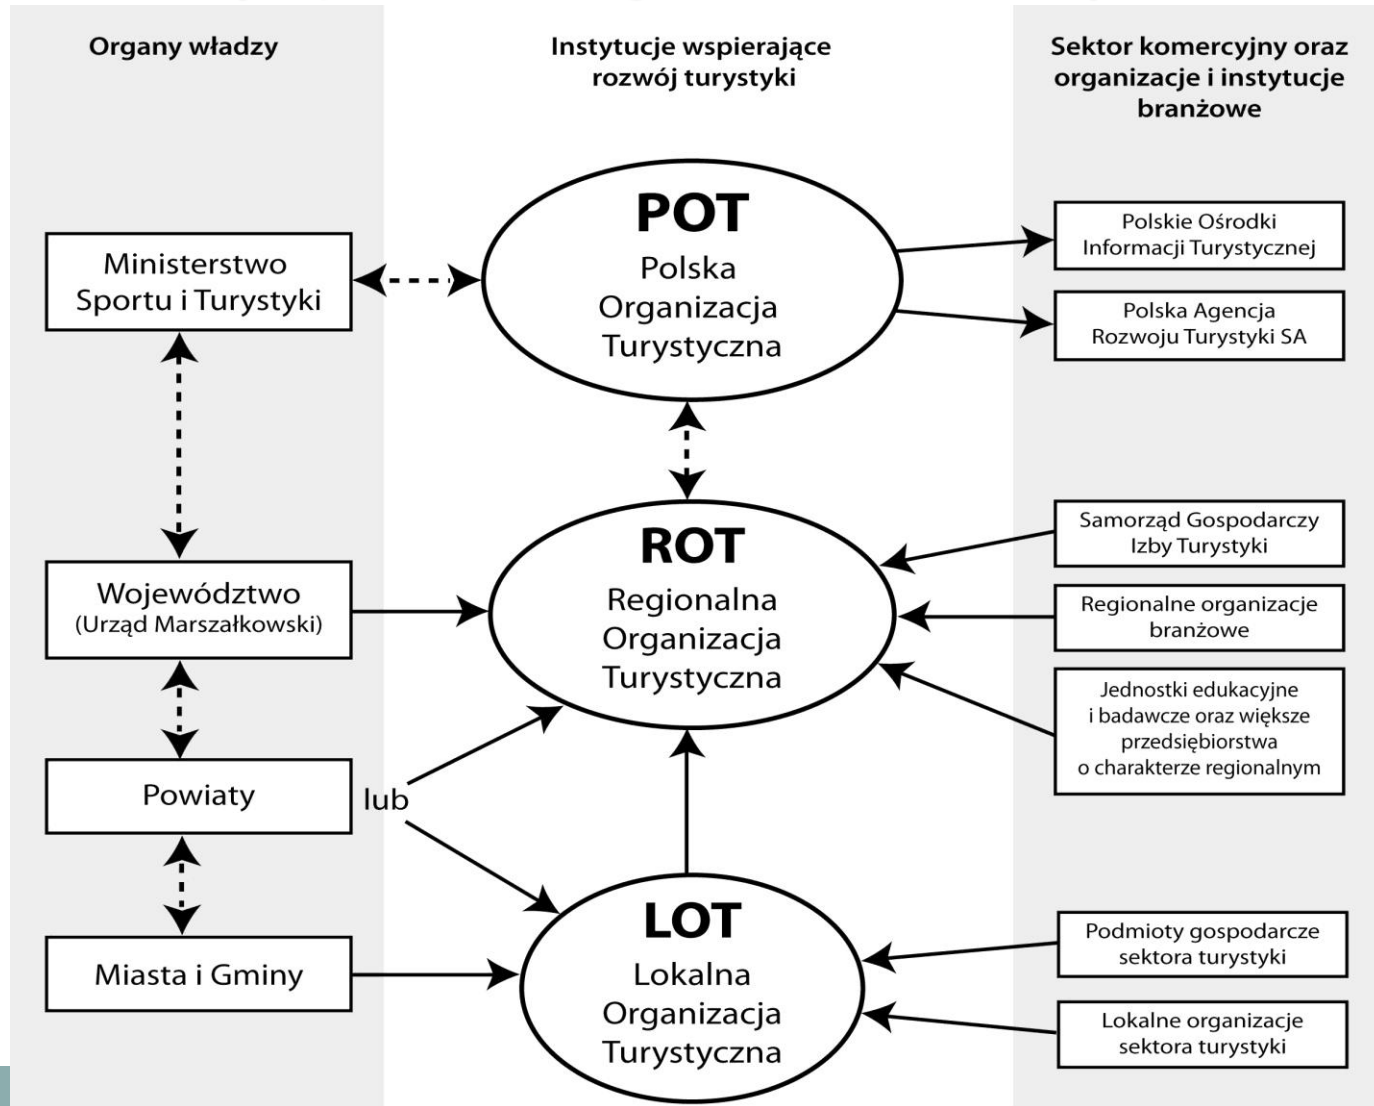 Organy władzy
Instytucje wspierające
rozwój turystyki
Sektor komercyjny oraz
organizacje i instytucje
branżowe
Ministerstwo
Sportu i Turystyki
POT
Polska
Organizacja
Turystyczna
Polskie Ośrodki
Informacji Turystycznej
Polska Agencja
Rozwoju Turystyki SA
Województwo
(Urząd Marszałkowski)
ROT
Regionalna
Organizacja
Turystyczna
Samorząd Gospodarczy
Izby Turystyki
Regionalne organizacje
branżowe
Jednostki edukacyjne
i badawcze oraz większe
przedsiębiorstwa
o charakterze regionalnym
Powiaty
lub
Miasta i Gminy
LOT
Lokalna
Organizacja
Turystyczna
Podmioty gospodarcze
sektora turystyki
Lokalne organizacje
sektora turystyki